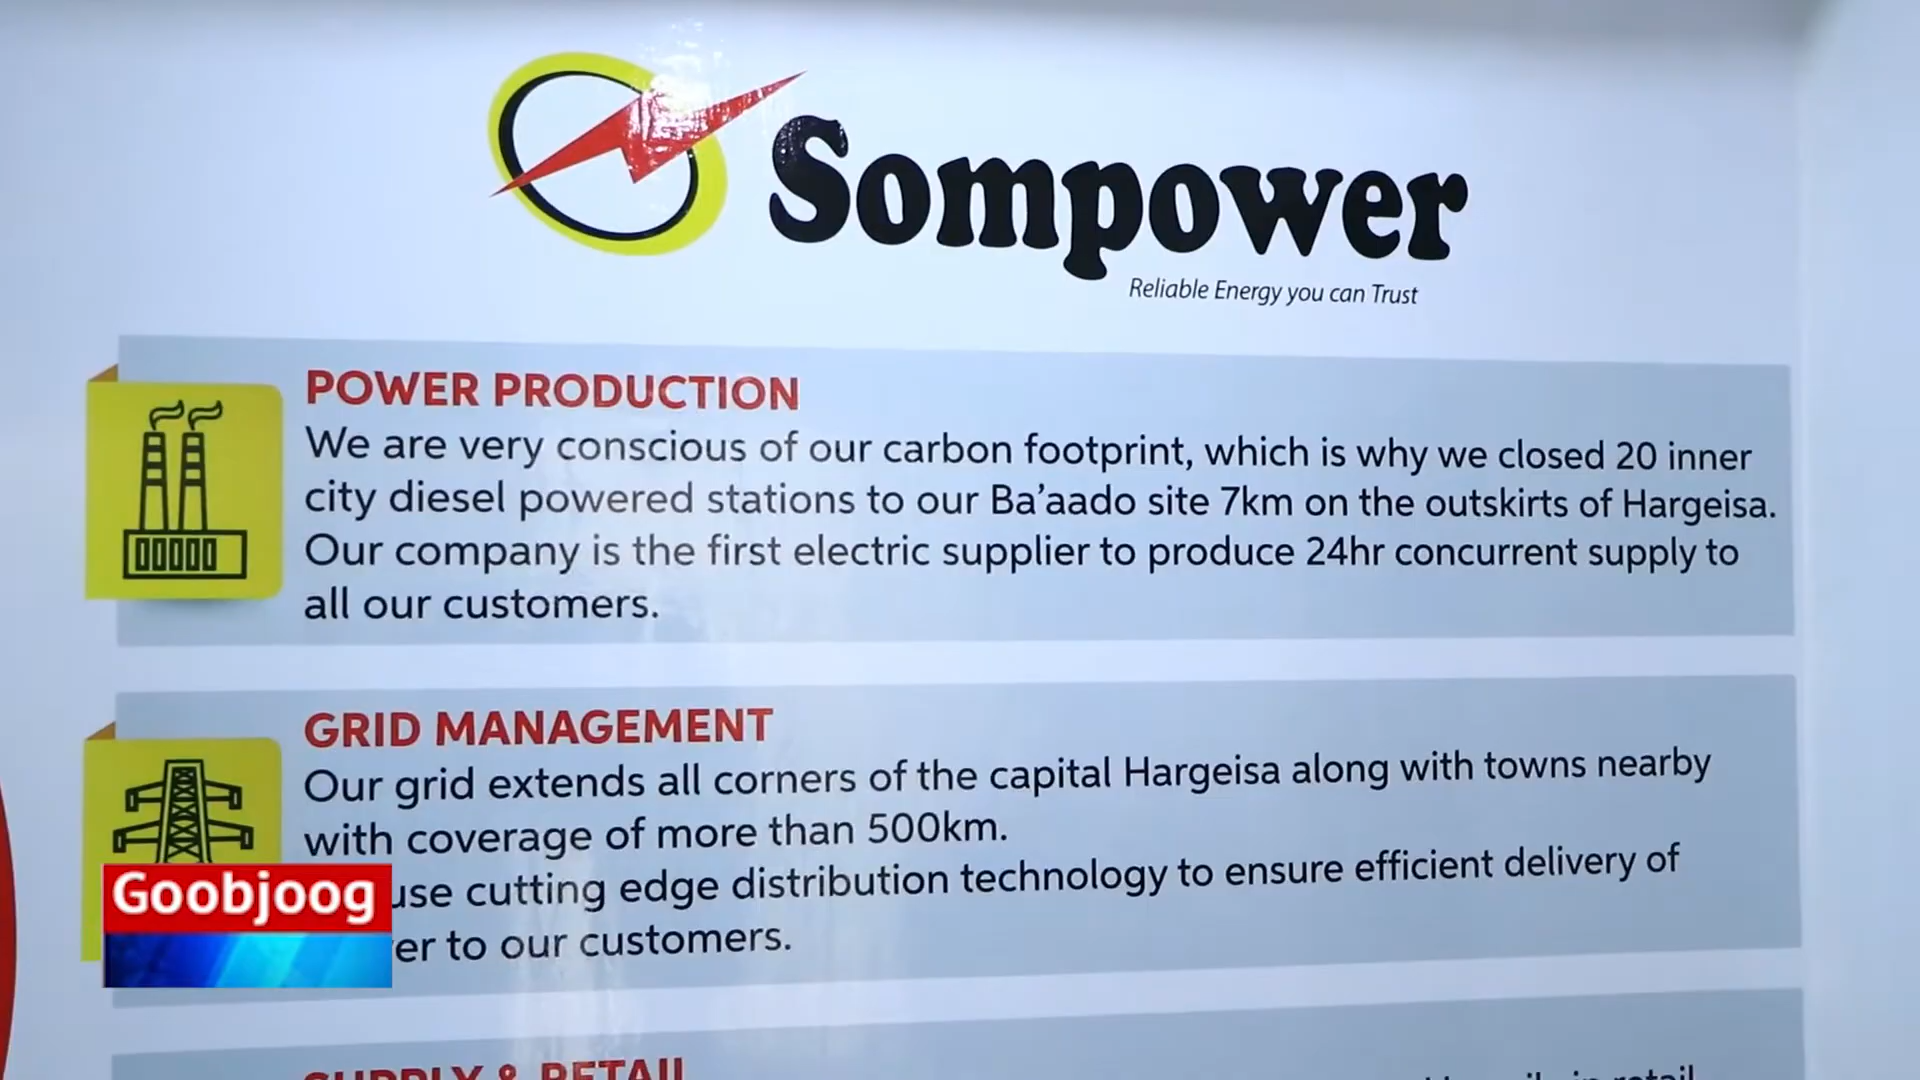 Sompower
Reliable Energy you can Trust
POWER PRODUCTION
We are very conscious of our carbon footprint, which is why we closed 20 inner
city diesel powered stations to our Ba'aado site 7km on the outskirts of Hargeisa.
Our company is the first electric supplier to produce 24hr concurrent supply to
all our customers.
GRID MANAGEMENT
Our grid extends all corners of the capital Hargeisa along with towns nearby
with coverage of more than 500km.
use cutting edge distribution technology to ensure efficient delivery of
er to our customers.
Goobjoog
SUPPLY & RETAIL
in retail